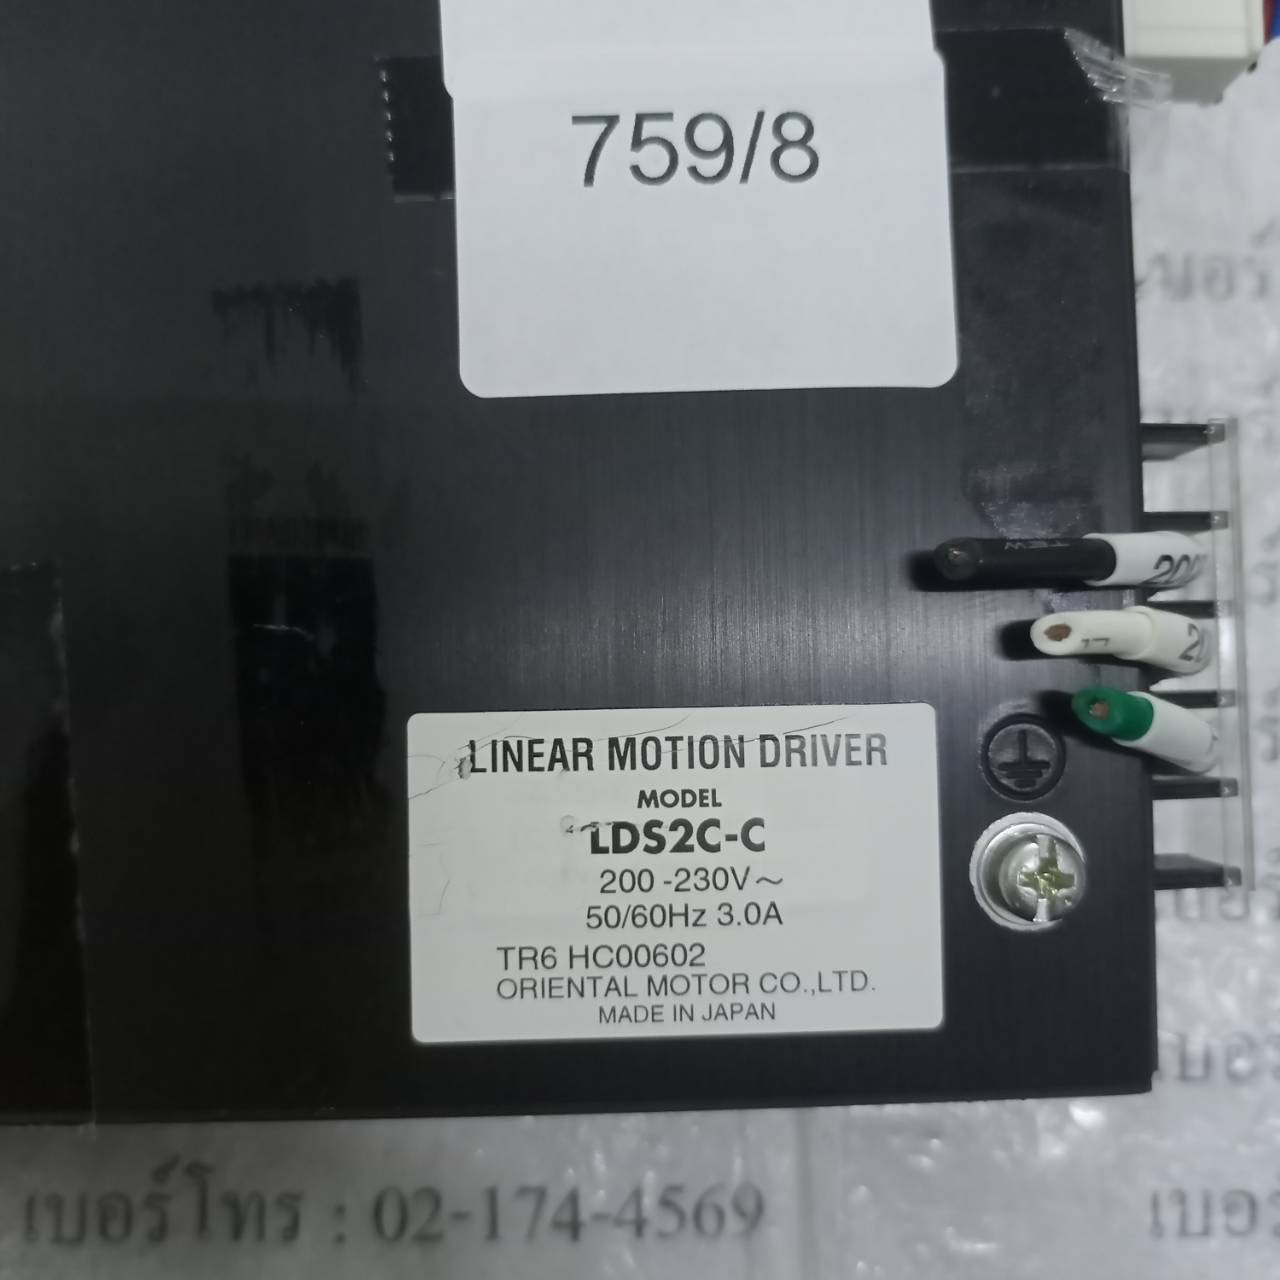 759/8
200
LINEAR MOTION DRIVER
MODEL
LDS2C-C
200 -230V~
50/60Hz 3.0A
TR6 HC00602
ORIENTAL MOTOR CO.,LTD.
MADE IN JAPAN
เบอร์โทร : 02-174-4569